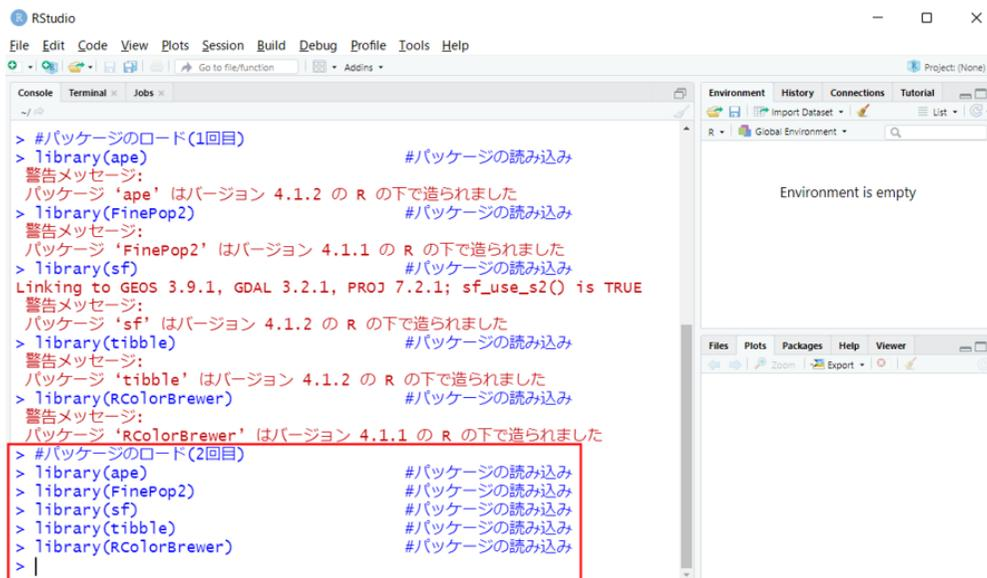 RStudio
File Edit Code View Plots Session Build Debug Profile Tools Help
Go to file/function Addins Project: (None)
Console Terminal Jobs
~/
> #パッケージのロード(1回目)
> library(ape) #パッケージの読み込み
警告メッセージ:
パッケージ ‘ape’ はバージョン 4.1.2 の R の下で造られました
> library(FinePop2) #パッケージの読み込み
警告メッセージ:
パッケージ ‘FinePop2’ はバージョン 4.1.1 の R の下で造られました
> library(sf) #パッケージの読み込み
Linking to GEOS 3.9.1, GDAL 3.2.1, PROJ 7.2.1; sf_use_s2() is TRUE
警告メッセージ:
パッケージ ‘sf’ はバージョン 4.1.2 の R の下で造られました
> library(tibble) #パッケージの読み込み
警告メッセージ:
パッケージ ‘tibble’ はバージョン 4.1.2 の R の下で造られました
> library(RColorBrewer) #パッケージの読み込み
警告メッセージ:
パッケージ ‘RColorBrewer’ はバージョン 4.1.1 の R の下で造られました
> #パッケージのロード(2回目)
> library(ape) #パッケージの読み込み
> library(FinePop2) #パッケージの読み込み
> library(sf) #パッケージの読み込み
> library(tibble) #パッケージの読み込み
> library(RColorBrewer) #パッケージの読み込み
>
Environment History Connections Tutorial
Import Dataset List
R Global Environment
Environment is empty
Files Plots Packages Help Viewer
Zoom Export